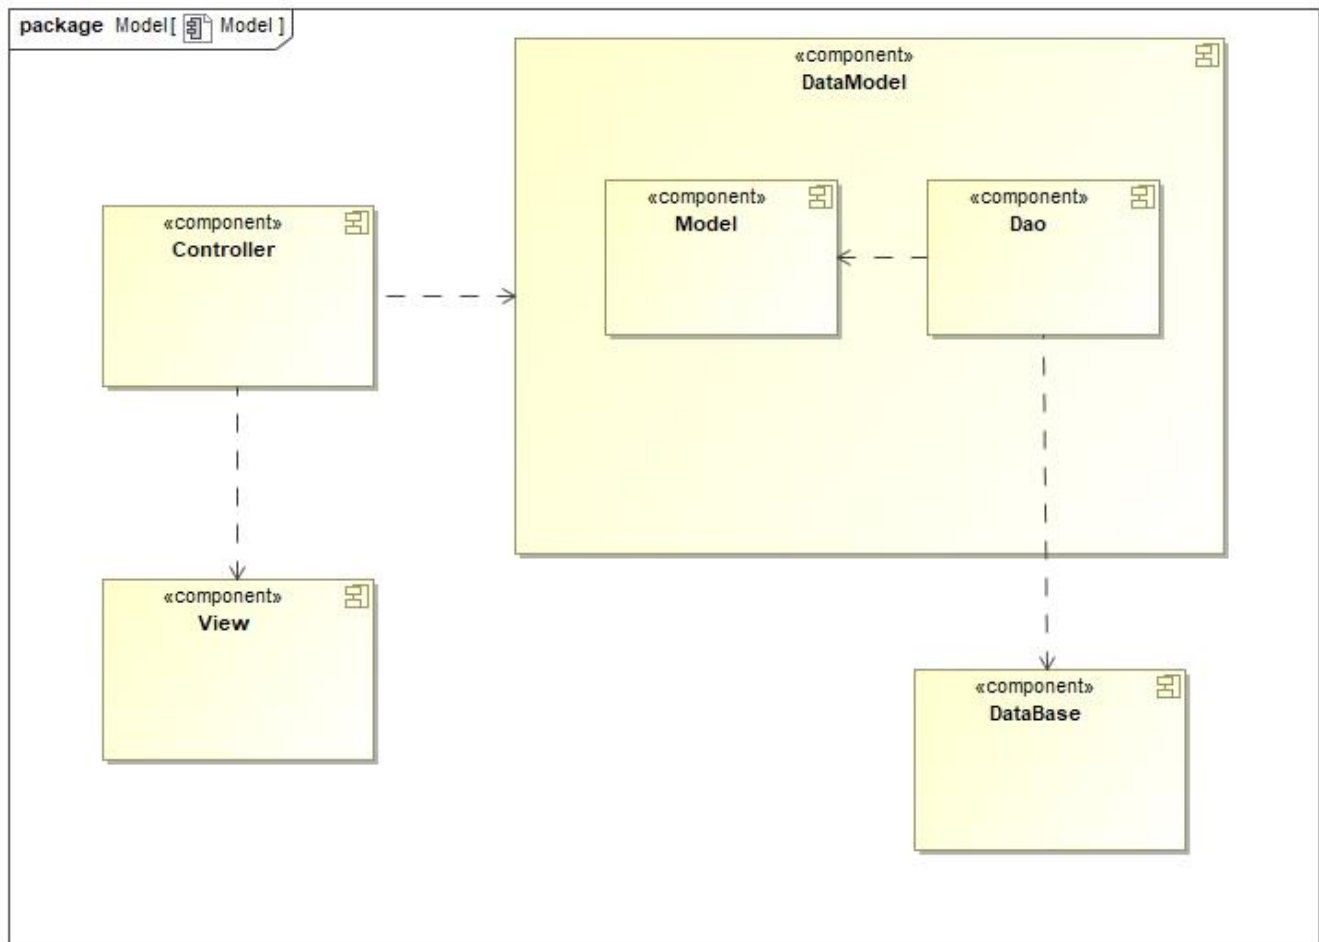 package Model[ Model ]
«component»
DataModel
«component»
Model
«component»
Dao
«component»
Controller
«component»
View
«component»
DataBase